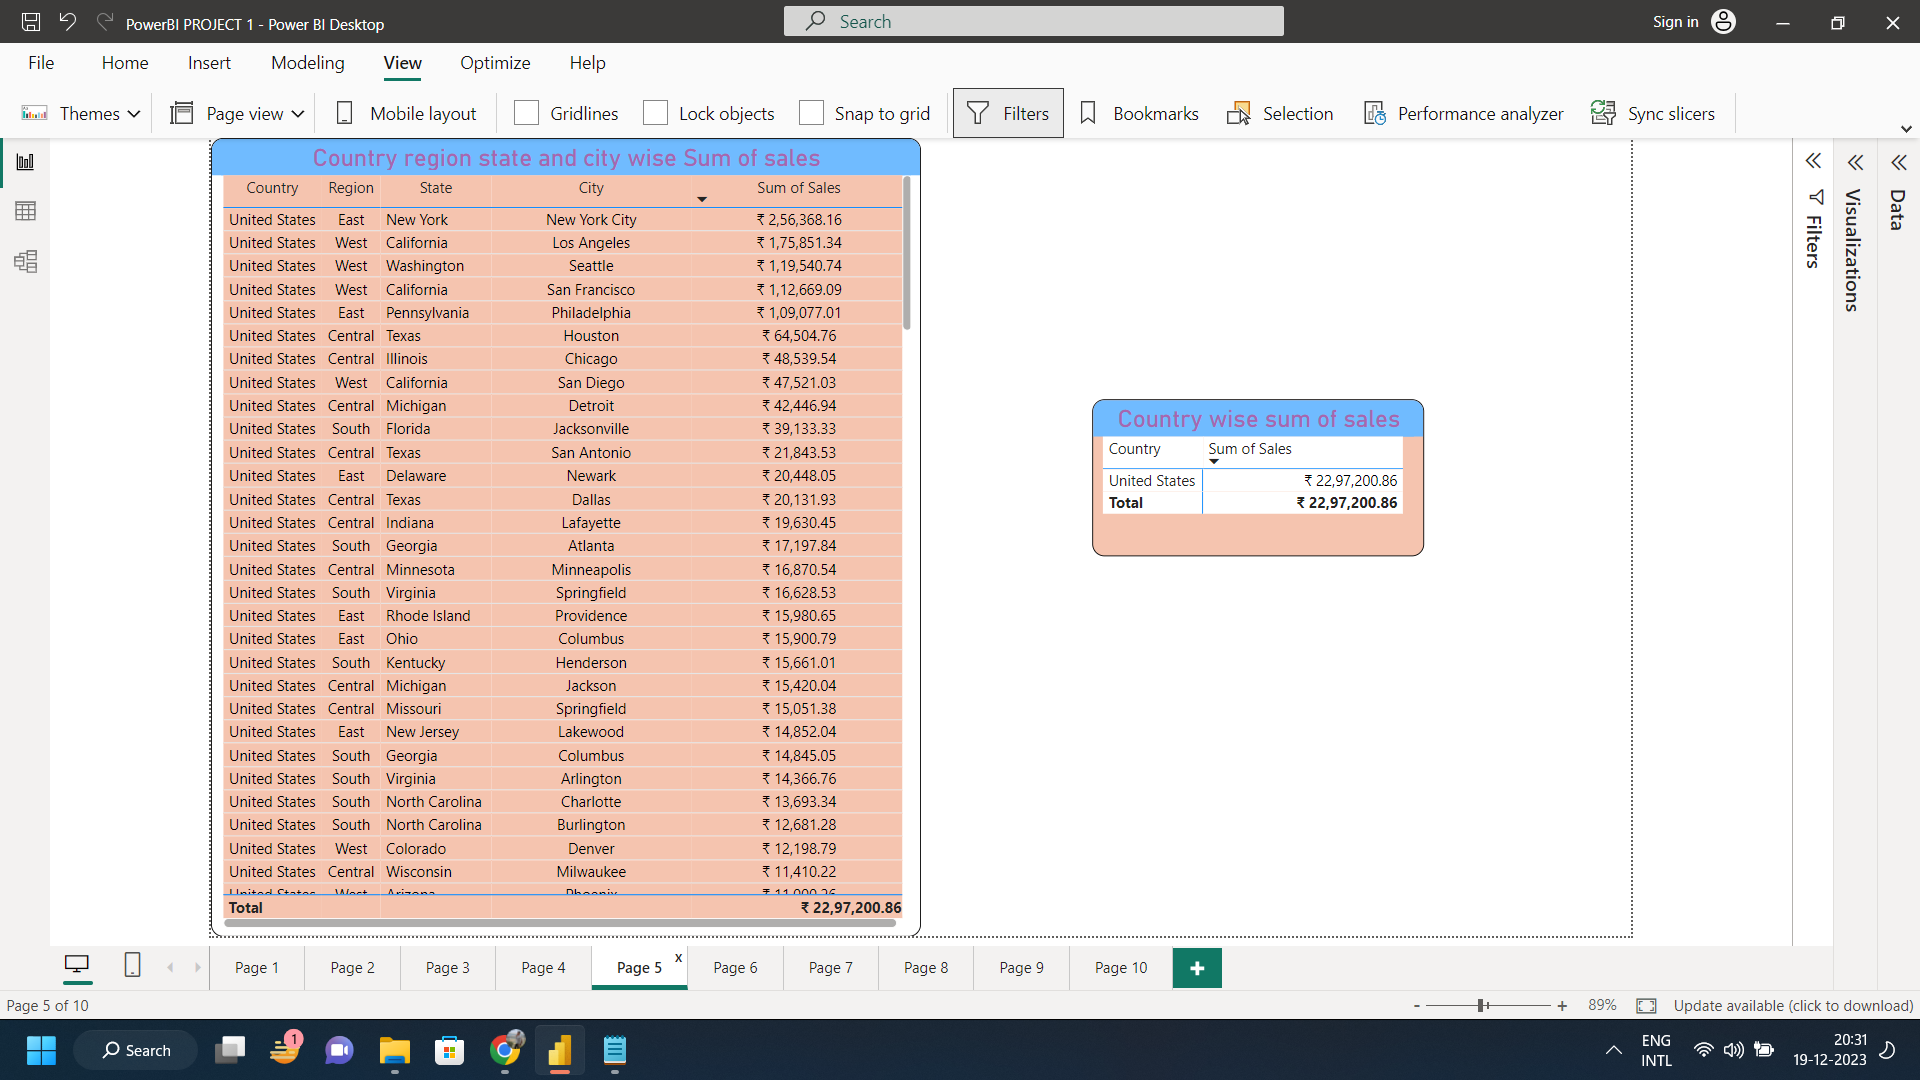 PowerBI PROJECT 1 - Power BI Desktop
Search
Sign in
File Home Insert Modeling View Optimize Help
Themes Page view Mobile layout Gridlines Lock objects Snap to grid Filters Bookmarks Selection Performance analyzer Sync slicers
Country region state and city wise Sum of sales
Country Region State City Sum of Sales
United States East New York New York City ₹ 2,56,368.16
United States West California Los Angeles ₹ 1,75,851.34
United States West Washington Seattle ₹ 1,19,540.74
United States West California San Francisco ₹ 1,12,669.09
United States East Pennsylvania Philadelphia ₹ 1,09,077.01
United States Central Texas Houston ₹ 64,504.76
United States Central Illinois Chicago ₹ 48,539.54
United States West California San Diego ₹ 47,521.03
United States Central Michigan Detroit ₹ 42,446.94
United States South Florida Jacksonville ₹ 39,133.33
United States Central Texas San Antonio ₹ 21,843.53
United States East Delaware Newark ₹ 20,448.05
United States Central Texas Dallas ₹ 20,131.93
United States Central Indiana Lafayette ₹ 19,630.45
United States South Georgia Atlanta ₹ 17,197.84
United States Central Minnesota Minneapolis ₹ 16,870.54
United States South Virginia Springfield ₹ 16,628.53
United States East Rhode Island Providence ₹ 15,980.65
United States East Ohio Columbus ₹ 15,900.79
United States South Kentucky Henderson ₹ 15,661.01
United States Central Michigan Jackson ₹ 15,420.04
United States Central Missouri Springfield ₹ 15,051.38
United States East New Jersey Lakewood ₹ 14,852.04
United States South Georgia Columbus ₹ 14,845.05
United States South Virginia Arlington ₹ 14,366.76
United States South North Carolina Charlotte ₹ 13,693.34
United States South North Carolina Burlington ₹ 12,681.28
United States West Colorado Denver ₹ 12,198.79
United States Central Wisconsin Milwaukee ₹ 11,410.22
Total ₹ 22,97,200.86
Country wise sum of sales
Country Sum of Sales
United States ₹ 22,97,200.86
Total ₹ 22,97,200.86
Filters
Visualizations
Data
Page 1 Page 2 Page 3 Page 4 Page 5 x Page 6 Page 7 Page 8 Page 9 Page 10 +
Page 5 of 10
- + 89% Update available (click to download)
Search
1
ENG
INTL
20:31
19-12-2023